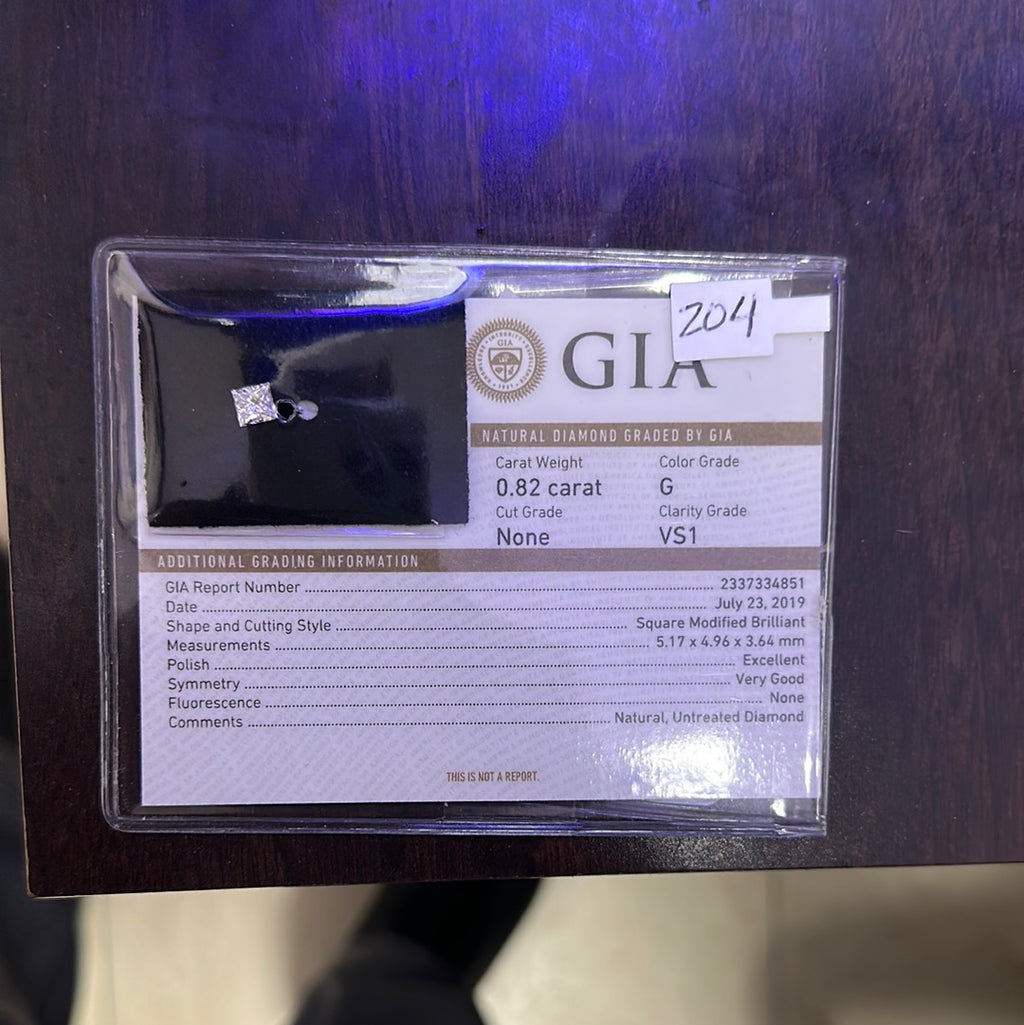 204
GIA
GIA
NATURAL DIAMOND GRADED BY GIA
Carat Weight Color Grade
0.82 carat G
Cut Grade Clarity Grade
None VS1
ADDITIONAL GRADING INFORMATION
GIA Report Number 2337334851
Date July 23, 2019
Shape and Cutting Style Square Modified Brilliant
Measurements 5.17 x 4.96 x 3.64 mm
Polish Excellent
Symmetry Very Good
Fluorescence None
Comments Natural, Untreated Diamond
THIS IS NOT A REPORT.